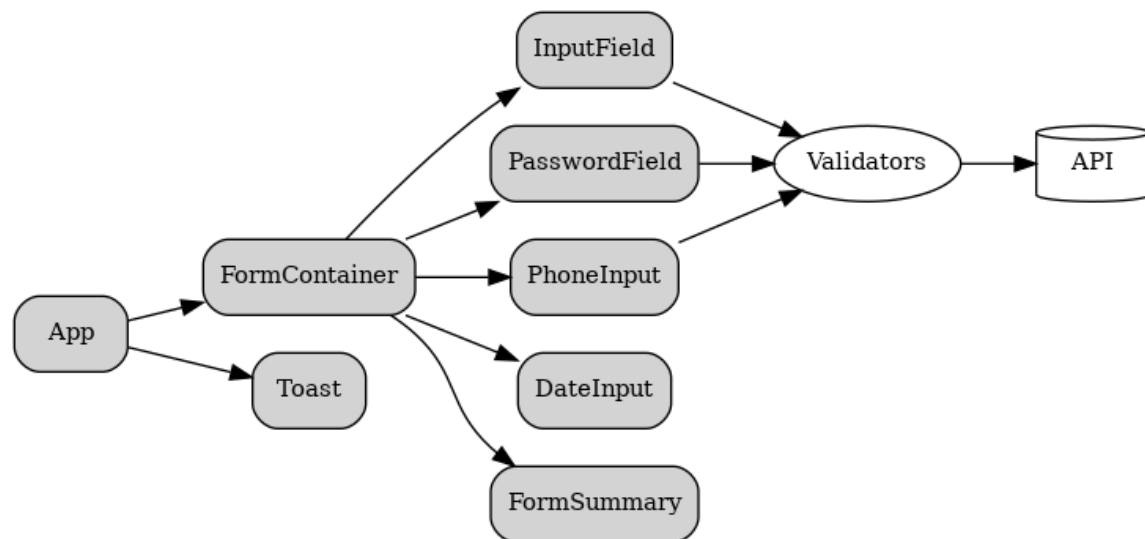 InputField
PasswordField
Validators
API
FormContainer
PhoneInput
App
Toast
DateInput
FormSummary